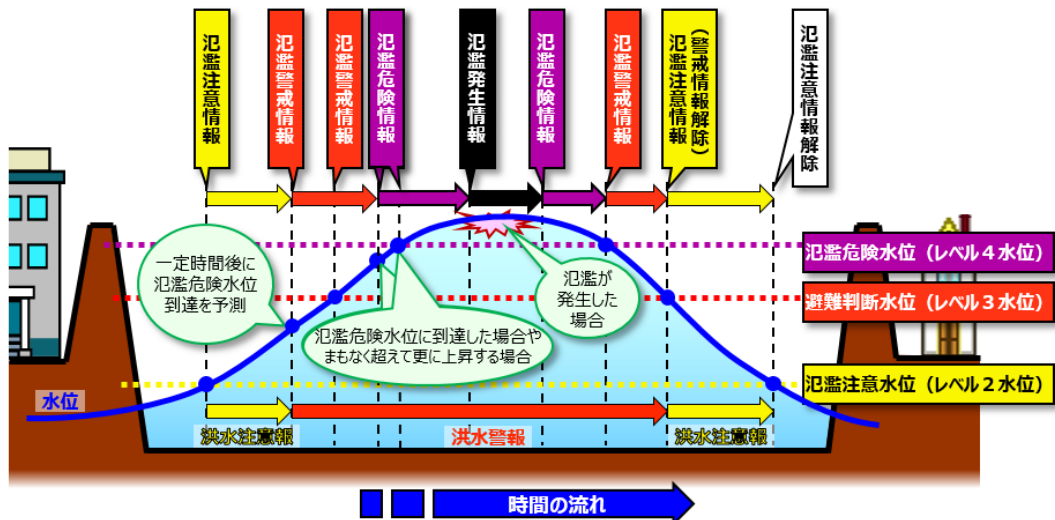 氾濫注意情報
氾濫警戒情報
氾濫警戒情報
氾濫危険情報
氾濫発生情報
氾濫危険情報
氾濫警戒情報
氾濫注意情報
(警戒情報解除)
氾濫注意情報解除
一定時間後に
氾濫危険水位
到達を予測
氾濫が
発生した
場合
氾濫危険水位に到達した場合や
まもなく超えて更に上昇する場合
氾濫危険水位(レベル4水位)
避難判断水位(レベル3水位)
氾濫注意水位(レベル2水位)
水位
洪水注意報
洪水警報
洪水注意報
時間の流れ